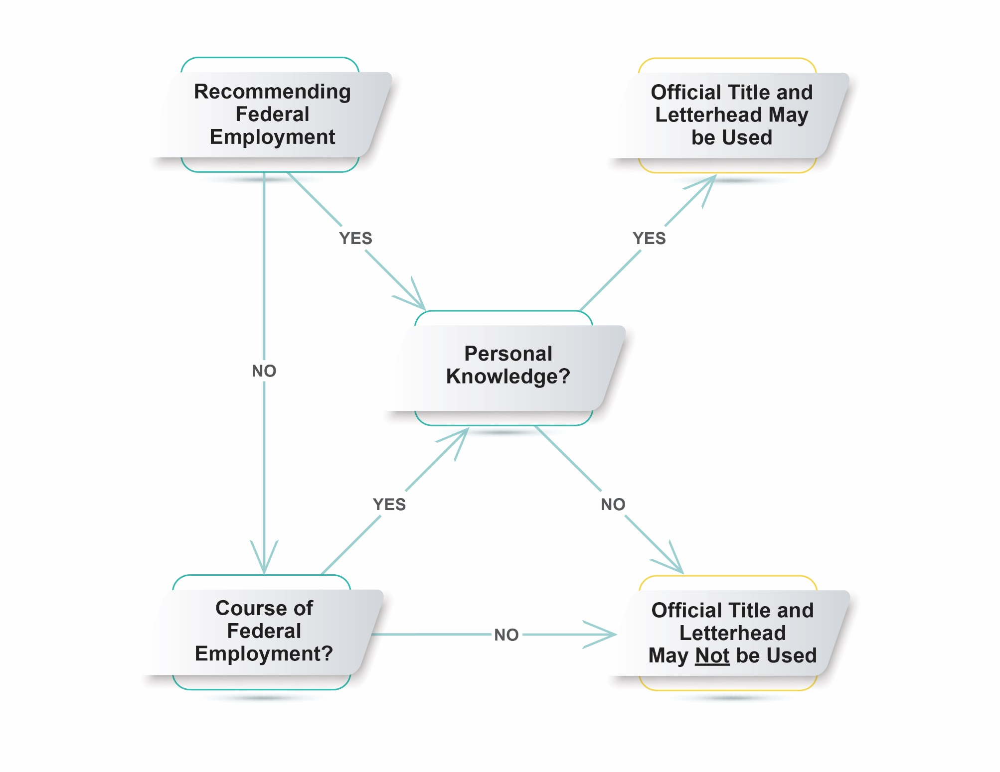 Recommending
Federal
Employment
Official Title and
Letterhead May
be Used
YES
YES
Personal
Knowledge?
NO
YES
NO
Course of
Federal
Employment?
NO
Official Title and
Letterhead
May Not be Used